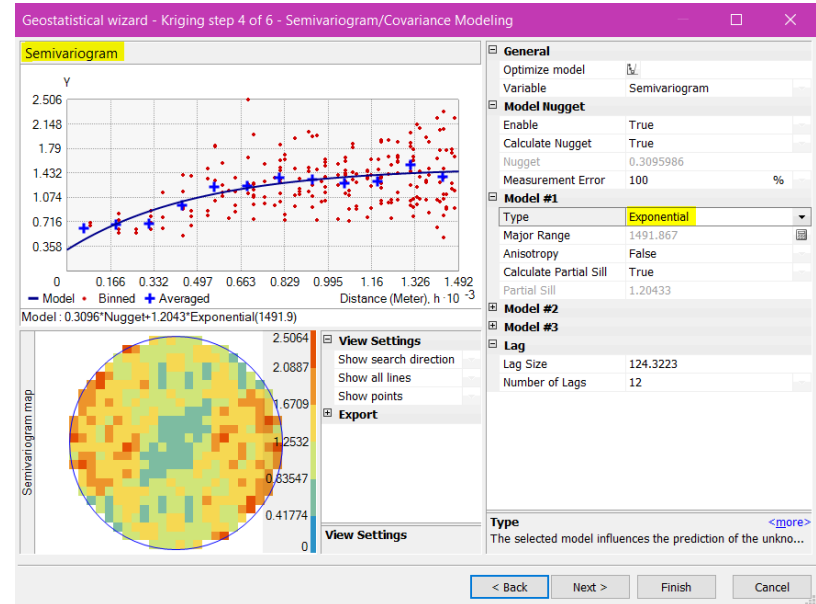 Geostatistical wizard - Kriging step 4 of 6 - Semivariogram/Covariance Modeling
Semivariogram
γ
2.506
2.148
1.79
1.432
1.074
0.716
0.358
0 0.166 0.332 0.497 0.663 0.829 0.995 1.16 1.326 1.492
Model Binned Averaged Distance (Meter), h·10 -3
Model : 0.3096*Nugget+1.2043*Exponential(1491.9)
Semivariogram map
2.5064
2.0887
1.6709
1.2532
0.83547
0.41774
0
View Settings
Show search direction
Show all lines
Show points
Export
View Settings
General
Optimize model
Variable Semivariogram
Model Nugget
Enable True
Calculate Nugget True
Nugget 0.3095986
Measurement Error 100 %
Model #1
Type Exponential
Major Range 1491.867
Anisotropy False
Calculate Partial Sill True
Partial Sill 1.20433
Model #2
Model #3
Lag
Lag Size 124.3223
Number of Lags 12
Type <more>
The selected model influences the prediction of the unkno...
< Back Next > Finish Cancel